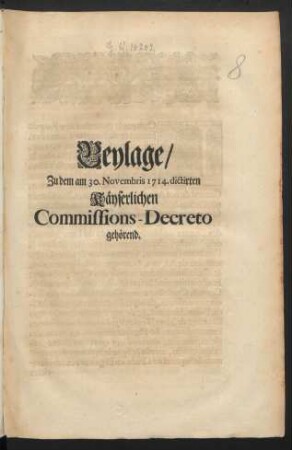 8
Beylage/
Zu dem am 30. Novembris 1714. dictirten
Käyserlichen
Commissions-Decreto
gehörend.